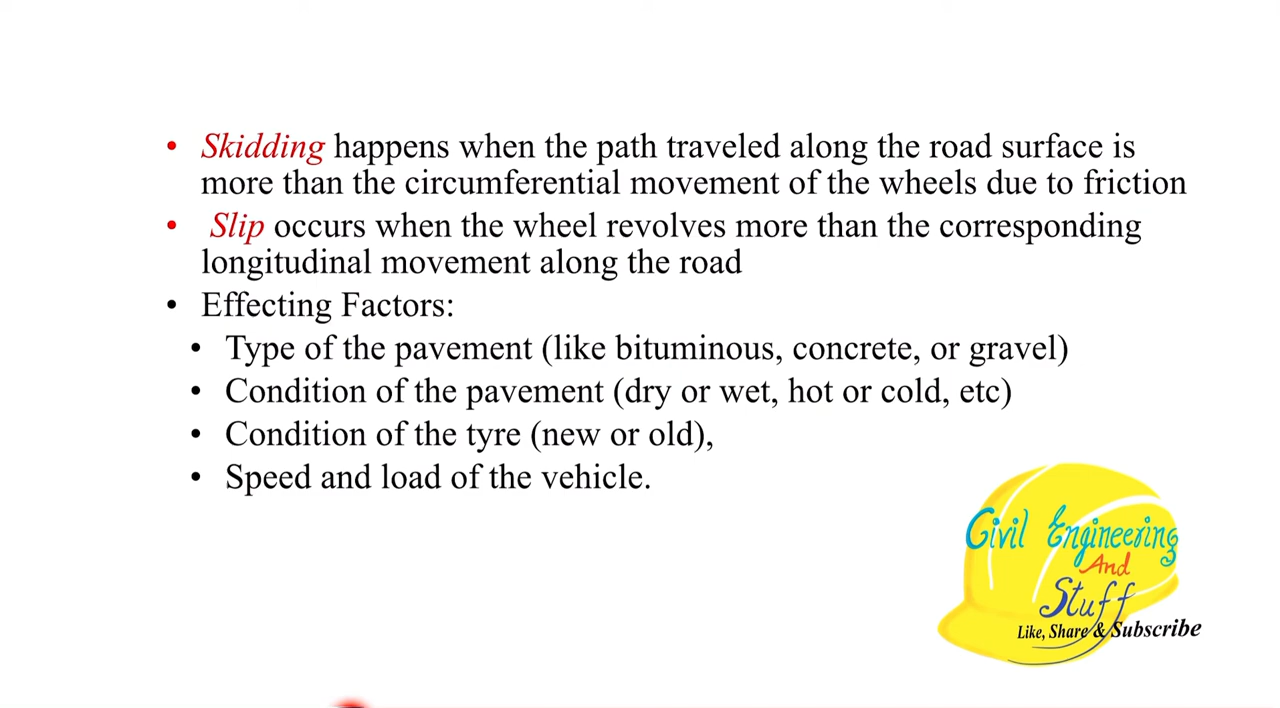 • Skidding happens when the path traveled along the road surface is
more than the circumferential movement of the wheels due to friction
• Slip occurs when the wheel revolves more than the corresponding
longitudinal movement along the road
• Effecting Factors:
• Type of the pavement (like bituminous, concrete, or gravel)
• Condition of the pavement (dry or wet, hot or cold, etc)
• Condition of the tyre (new or old),
• Speed and load of the vehicle.
Civil Engineering
And
Stuff
Like, Share & Subscribe